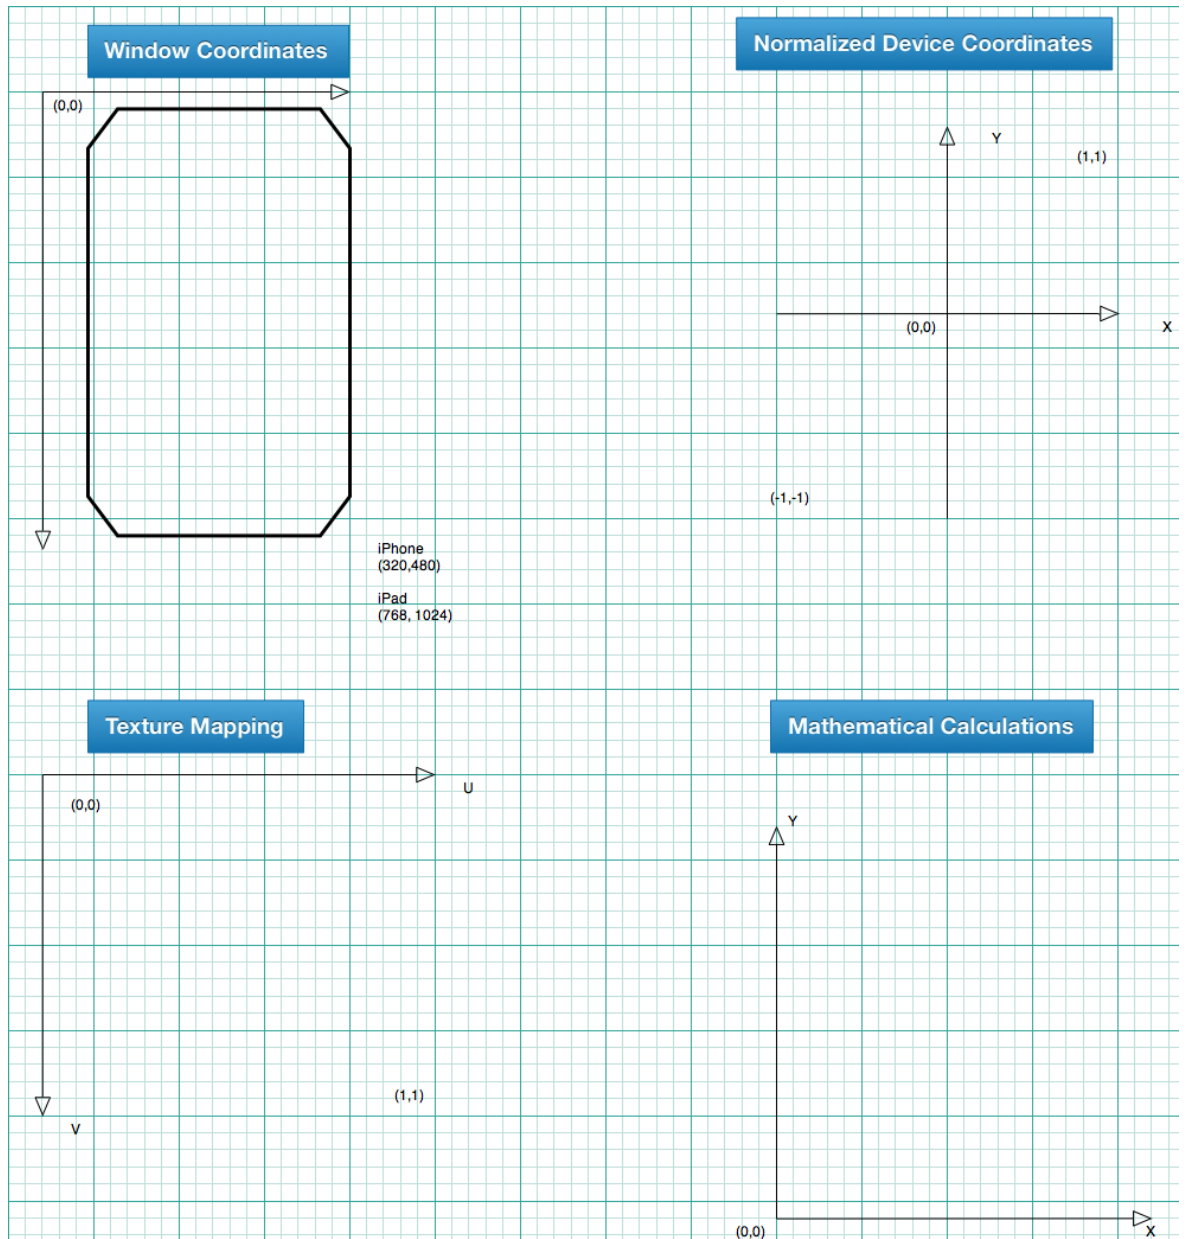 Window Coordinates
(0,0)
iPhone
(320,480)
iPad
(768, 1024)
Normalized Device Coordinates
Y
(1,1)
(0,0)
X
(-1,-1)
Texture Mapping
(0,0)
U
(1,1)
V
Mathematical Calculations
Y
(0,0)
X